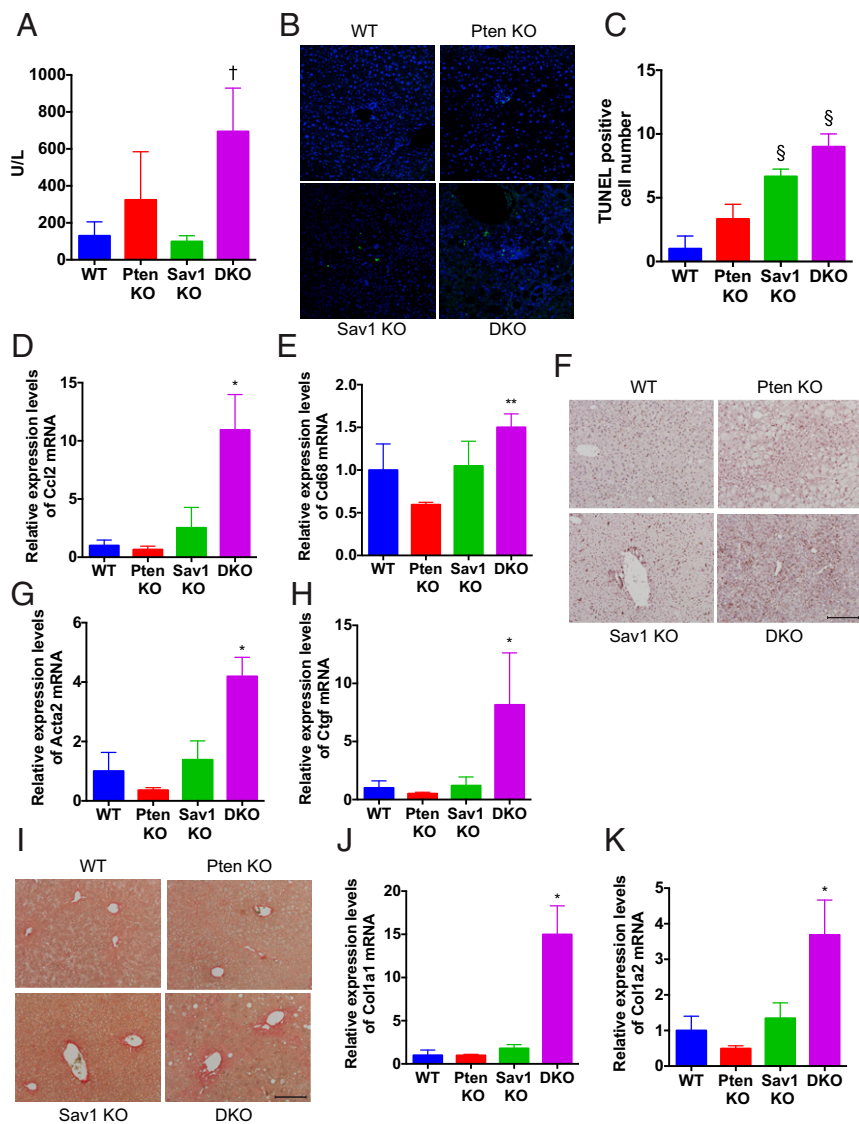 A
U/L
1000
800
600
400
200
0
†
WT
Pten KO
Sav1 KO
DKO
B
WT
Pten KO
Sav1 KO
DKO
C
TUNEL positive
cell number
15
10
5
0
§
§
WT
Pten KO
Sav1 KO
DKO
D
Relative expression levels
of Ccl2 mRNA
15
10
5
0
*
WT
Pten KO
Sav1 KO
DKO
E
Relative expression levels
of Cd68 mRNA
2.0
1.5
1.0
0.5
0.0
**
WT
Pten KO
Sav1 KO
DKO
F
WT
Pten KO
Sav1 KO
DKO
G
Relative expression levels
of Acta2 mRNA
6
4
2
0
*
WT
Pten KO
Sav1 KO
DKO
H
Relative expression levels
of Ctgf mRNA
15
10
5
0
*
WT
Pten KO
Sav1 KO
DKO
I
WT
Pten KO
Sav1 KO
DKO
J
Relative expression levels
of Col1a1 mRNA
20
15
10
5
0
*
WT
Pten KO
Sav1 KO
DKO
K
Relative expression levels
of Col1a2 mRNA
5
4
3
2
1
0
*
WT
Pten KO
Sav1 KO
DKO